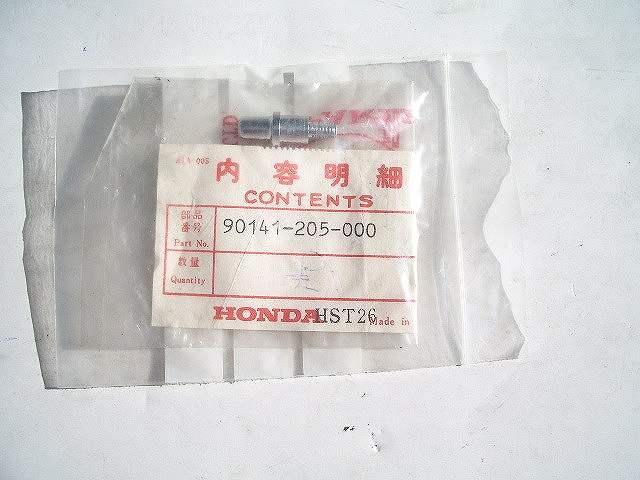 内容明細
CONTENTS
部品
番号
Part No.
90141-205-000
数量
Quantity
HONDA HST26 Made in